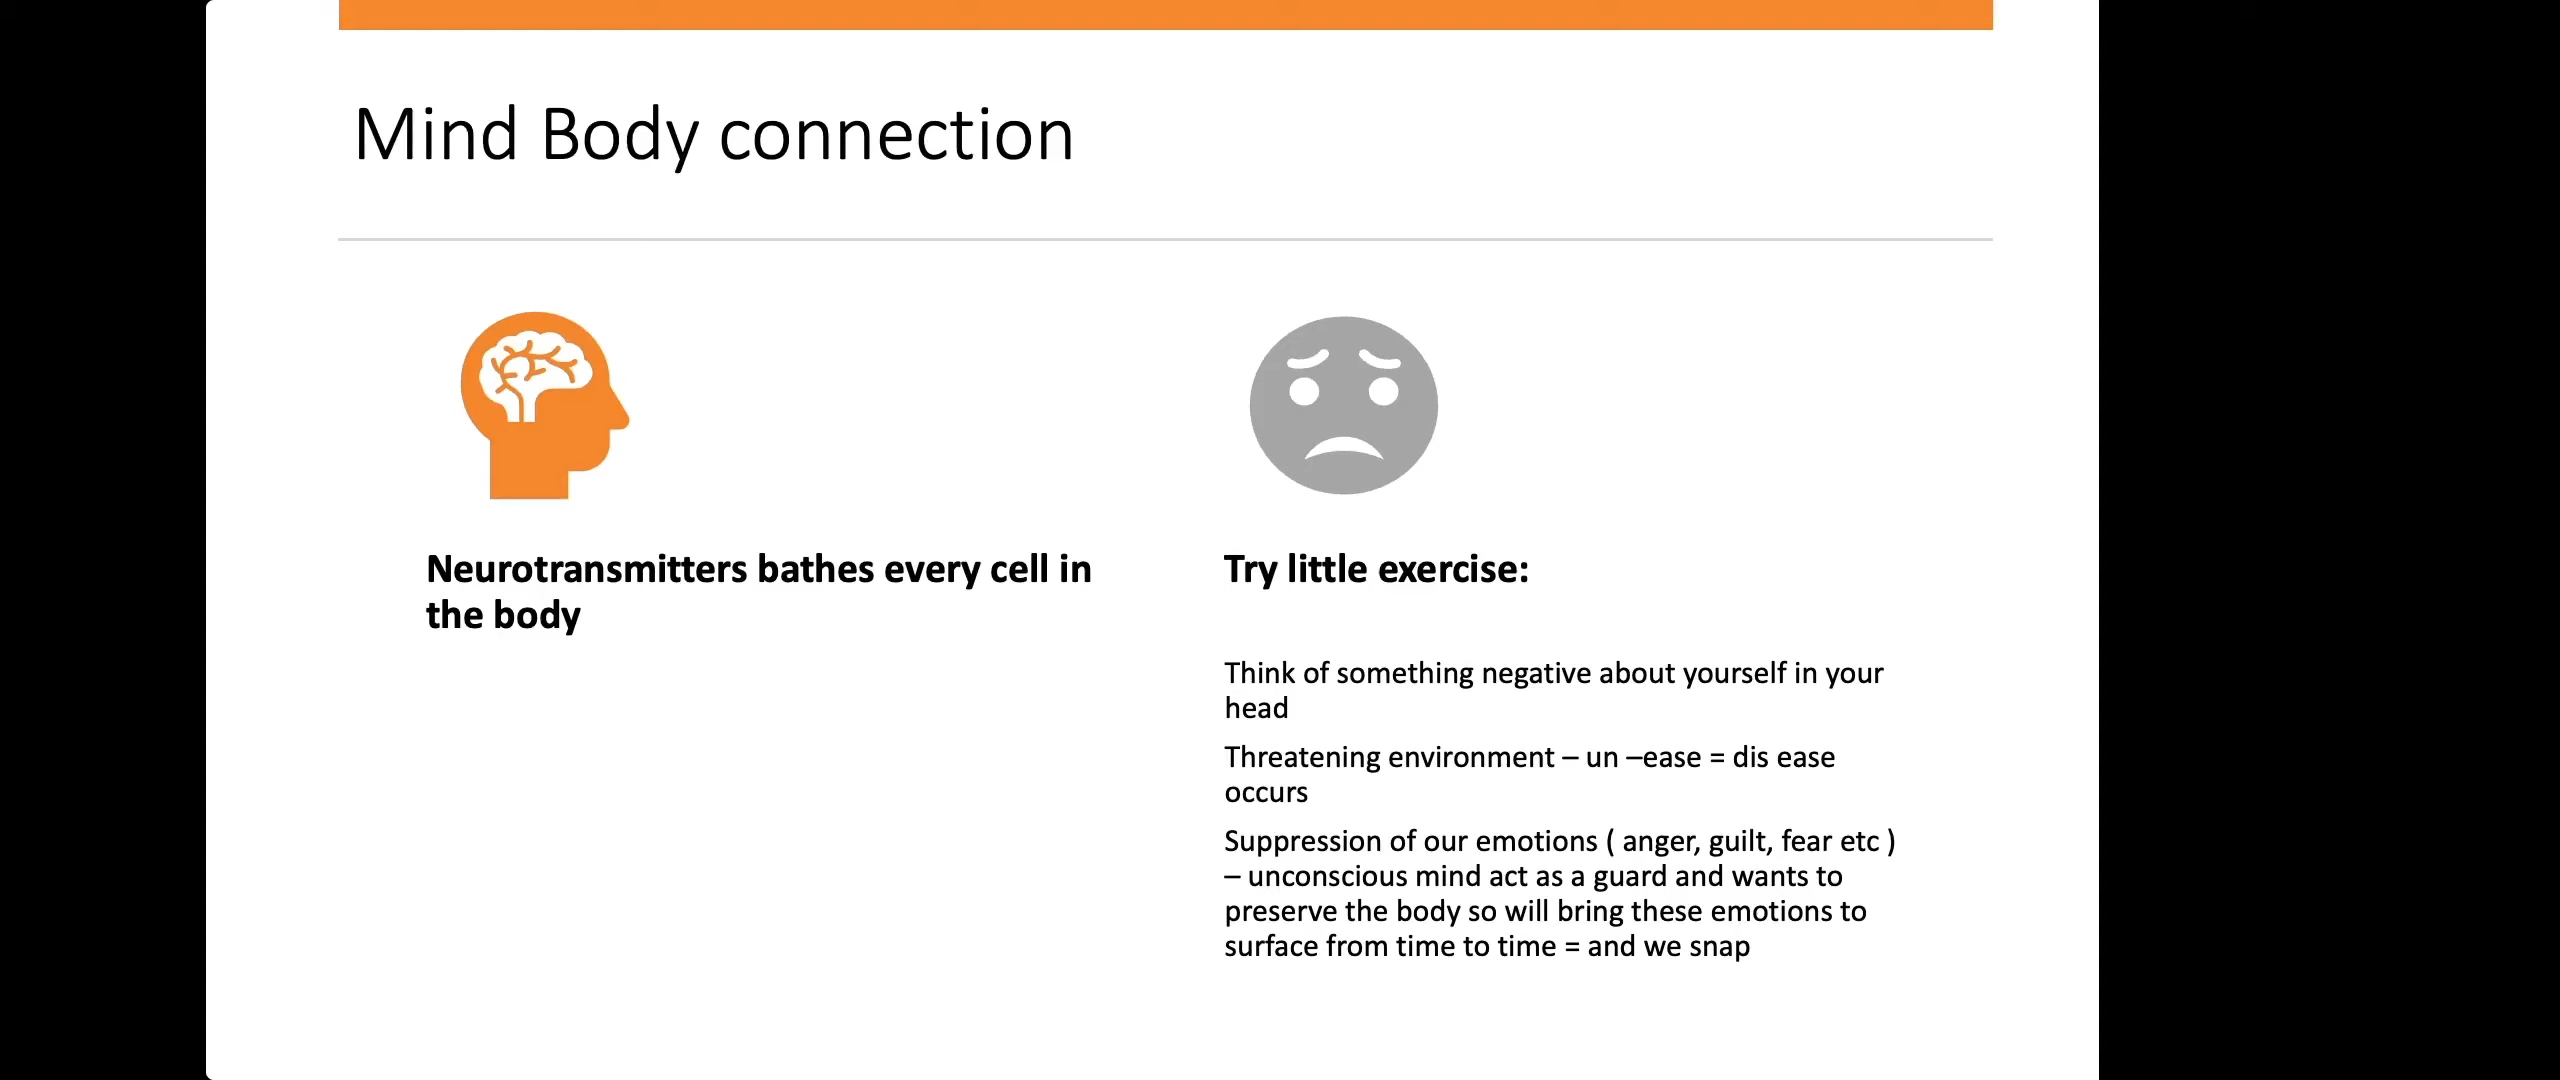 Mind Body connection
Neurotransmitters bathes every cell in
the body
Try little exercise:
Think of something negative about yourself in your
head
Threatening environment – un –ease = dis ease
occurs
Suppression of our emotions ( anger, guilt, fear etc )
– unconscious mind act as a guard and wants to
preserve the body so will bring these emotions to
surface from time to time = and we snap